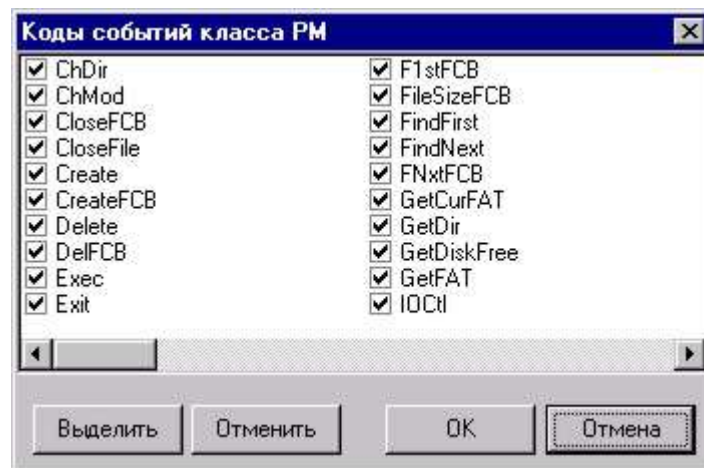 Коды событий класса РМ
ChDir
ChMod
CloseFCB
CloseFile
Create
CreateFCB
Delete
DelFCB
Exec
Exit
F1stFCB
FileSizeFCB
FindFirst
FindNext
FNxtFCB
GetCurFAT
GetDir
GetDiskFree
GetFAT
IOCtl
Выделить Отменить OK Отмена